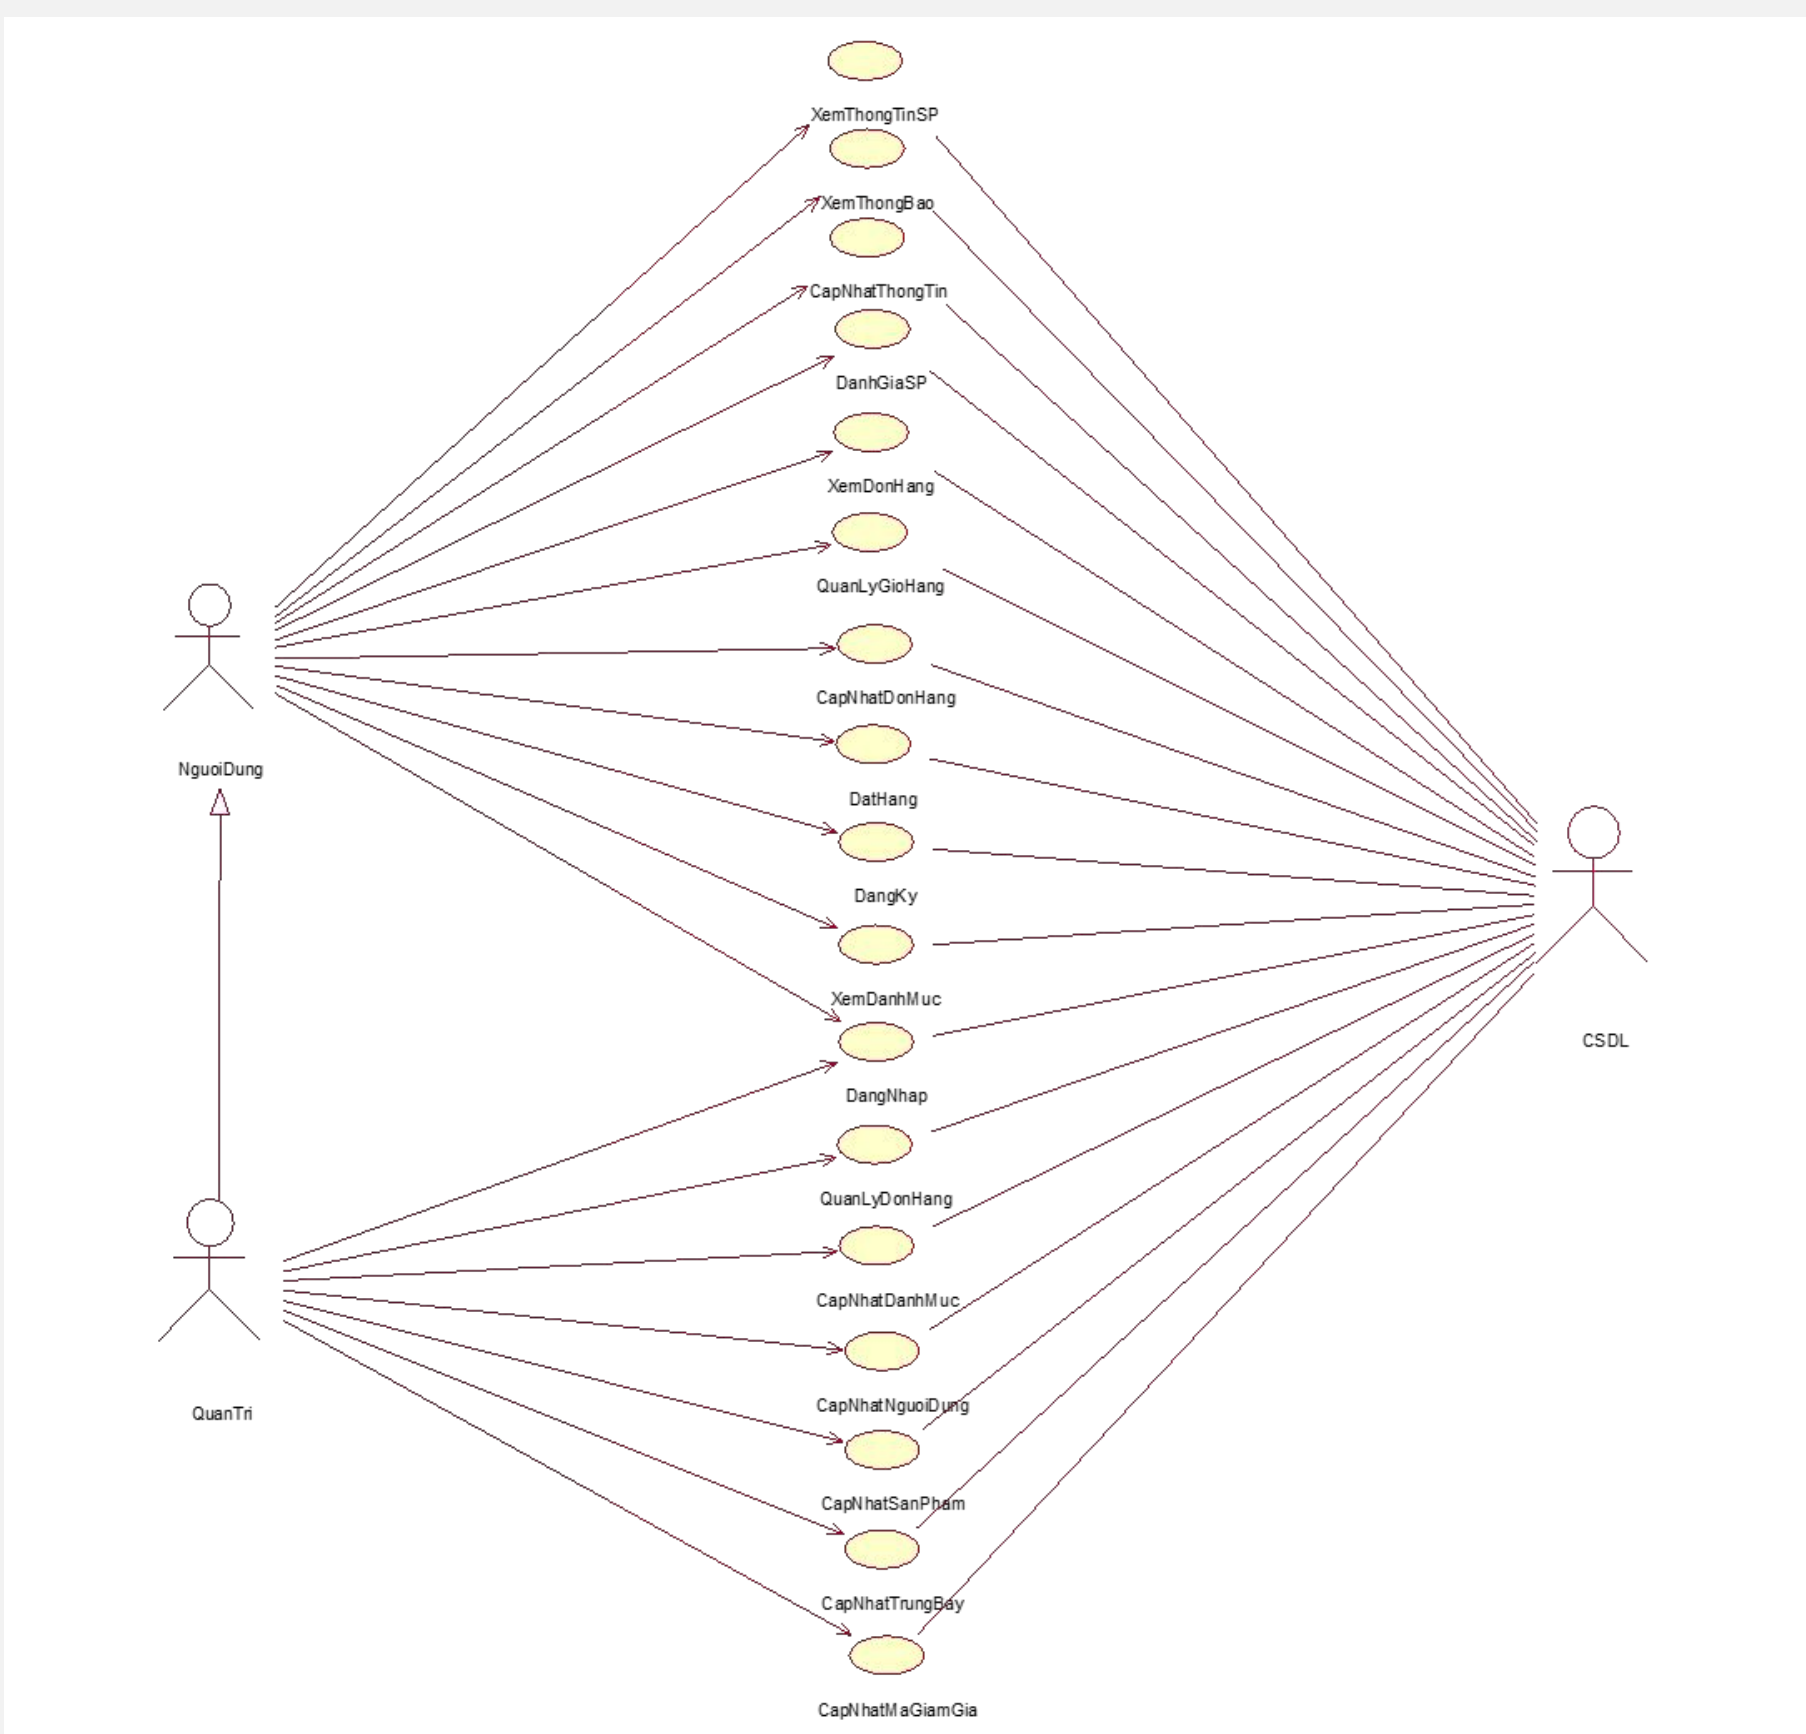 XemThongTinSP
XemThongBao
CapNhatThongTin
DanhGiaSP
XemDonHang
QuanLyGioHang
CapNhatDonHang
NguoiDung
DatHang
DangKy
XemDanhMuc
CSDL
DangNhap
QuanLyDonHang
CapNhatDanhMuc
CapNhatNguoiDung
QuanTri
CapNhatSanPham
CapNhatTrungBay
CapNhatMaGiamGia